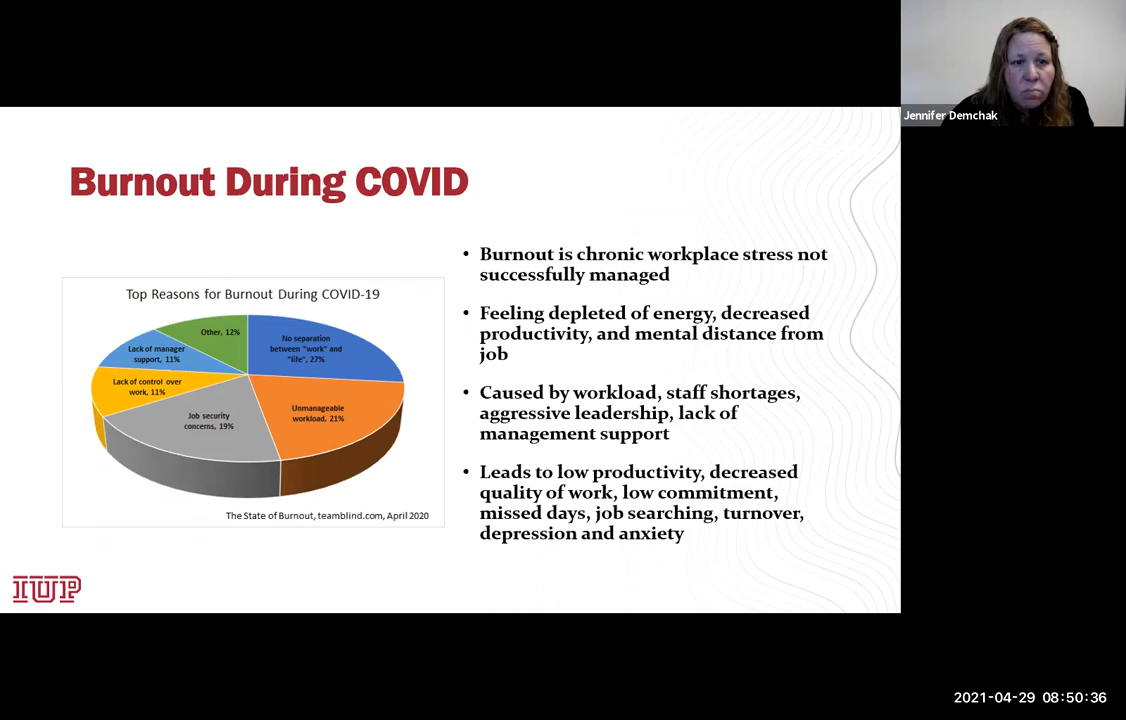 Jennifer Demchak
Burnout During COVID
Top Reasons for Burnout During COVID-19
Other, 12%
No separation
between "work" and
"life", 27%
Lack of manager
support, 11%
Lack of control over
work, 11%
Unmanageable
workload, 21%
Job security
concerns, 19%
The State of Burnout, teamblind.com, April 2020
• Burnout is chronic workplace stress not
successfully managed
• Feeling depleted of energy, decreased
productivity, and mental distance from
job
• Caused by workload, staff shortages,
aggressive leadership, lack of
management support
• Leads to low productivity, decreased
quality of work, low commitment,
missed days, job searching, turnover,
depression and anxiety
IUP
2021-04-29 08:50:36